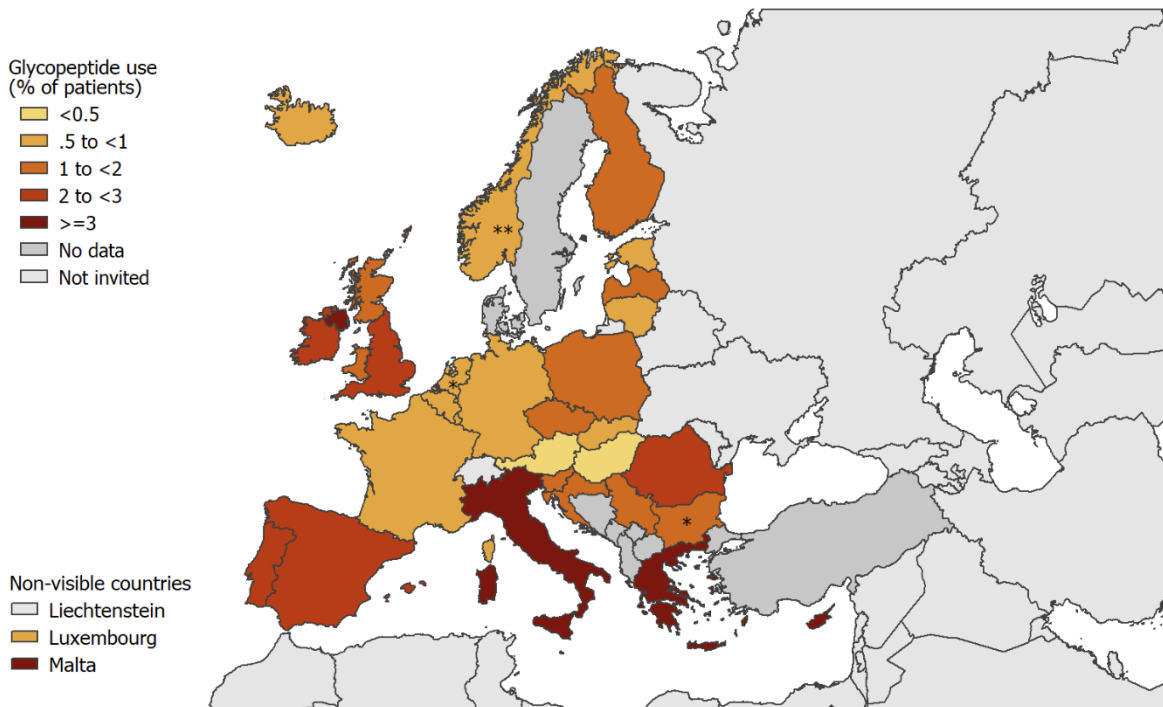 Glycopeptide use
(% of patients)
<0.5
.5 to <1
1 to <2
2 to <3
>=3
No data
Not invited
**
*
*
Non-visible countries
Liechtenstein
Luxembourg
Malta